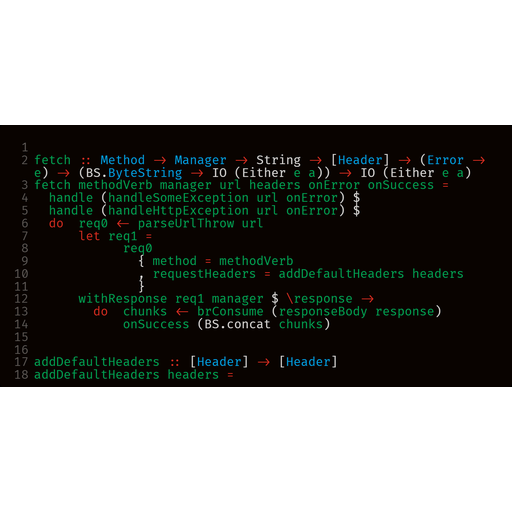 1
2 fetch :: Method → Manager → String → [Header] → (Error →
e) → (BS.ByteString → IO (Either e a)) → IO (Either e a)
3 fetch methodVerb manager url headers onError onSuccess =
4   handle (handleSomeException url onError) $
5   handle (handleHttpException url onError) $
6   do  req0 ← parseUrlThrow url
7       let req1 =
8             req0
9               { method = methodVerb
10               , requestHeaders = addDefaultHeaders headers
11               }
12       withResponse req1 manager $ \response →
13         do  chunks ← brConsume (responseBody response)
14             onSuccess (BS.concat chunks)
15
16
17 addDefaultHeaders :: [Header] → [Header]
18 addDefaultHeaders headers =